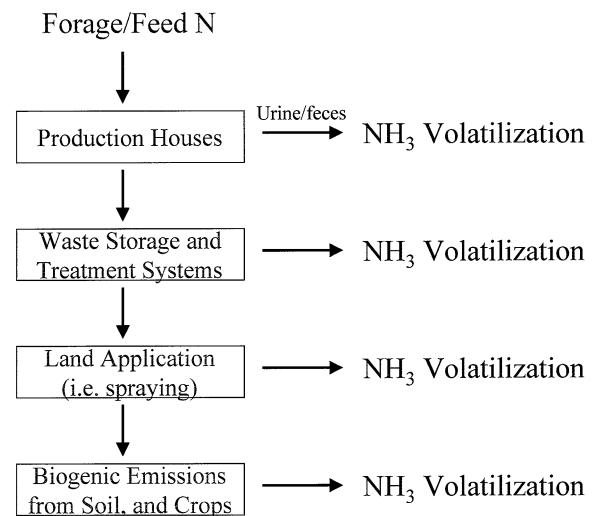 Forage/Feed N
Urine/feces
Production Houses
NH₃ Volatilization
Waste Storage and
Treatment Systems
NH₃ Volatilization
Land Application
(i.e. spraying)
NH₃ Volatilization
Biogenic Emissions
from Soil, and Crops
NH₃ Volatilization